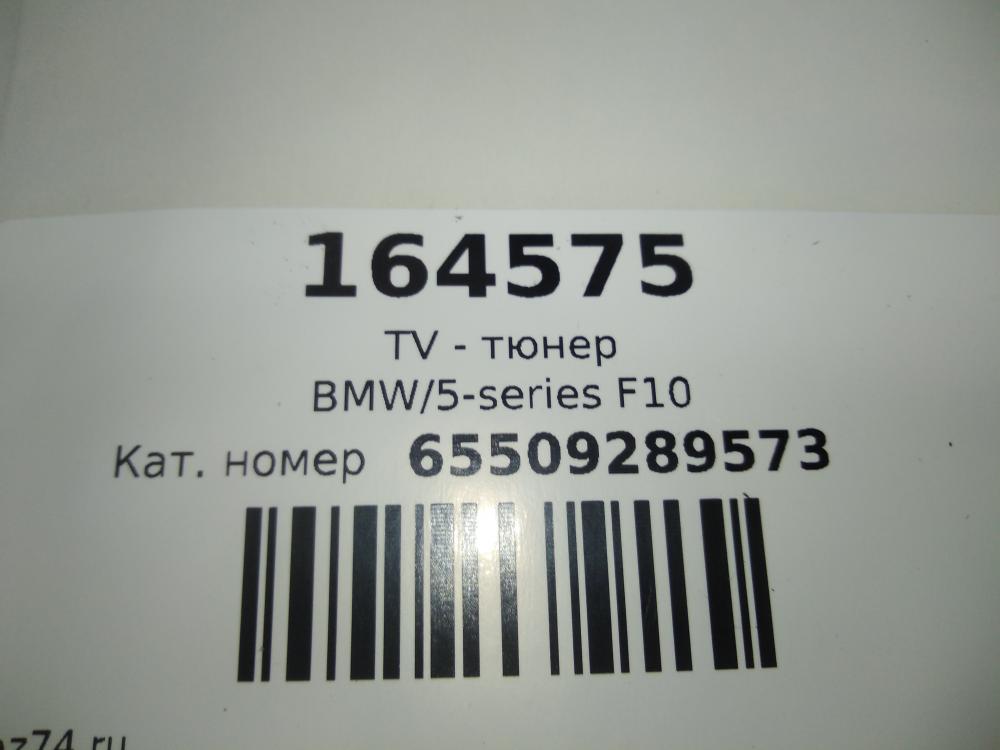 164575
TV - тюнер
BMW/5-series F10
Кат. номер 65509289573